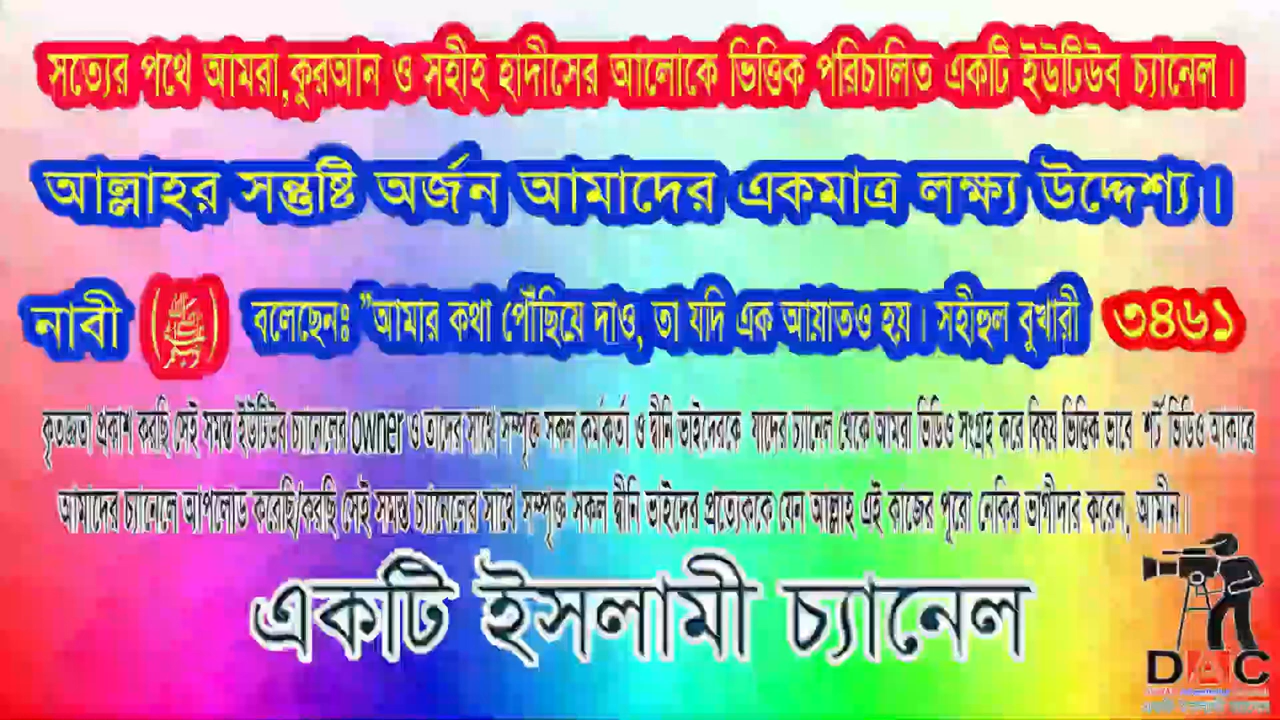 সত্যের পথে আমরা,কুরআন ও সহীহ হাদীসের আলোকে ভিত্তিক পরিচালিত একটি ইউটিউব চ্যানেল।
আল্লাহর সন্তুষ্টি অর্জন আমাদের একমাত্র লক্ষ্য উদ্দেশ্য।
নাবী বলেছেনঃ ”আমার কথা পৌঁছিয়ে দাও, তা যদি এক আয়াতও হয়। সহীহুল বুখারী ৩৪৬১
কৃতজ্ঞতা প্রকাশ করছি সেই সমস্ত ইউটিউব চ্যানেলের owner ও তাদের সাথে সম্পৃক্ত সকল কর্মকর্তা ও দ্বীনি ভাইদেরকে যাদের চ্যানেল থেকে আমরা ভিডিও সংগ্রহ করে বিষয় ভিত্তিক ভাবে শর্ট ভিডিও আকারে
আমাদের চ্যানেলে আপলোড করেছি/করছি সেই সমস্ত চ্যানেলের সাথে সম্পৃক্ত সকল দ্বীনি ভাইদের প্রত্যেককে যেন আল্লাহ এই কাজের পূরো নেকির ভাগীদার করেন, আমীন।
একটি ইসলামী চ্যানেল
DAC